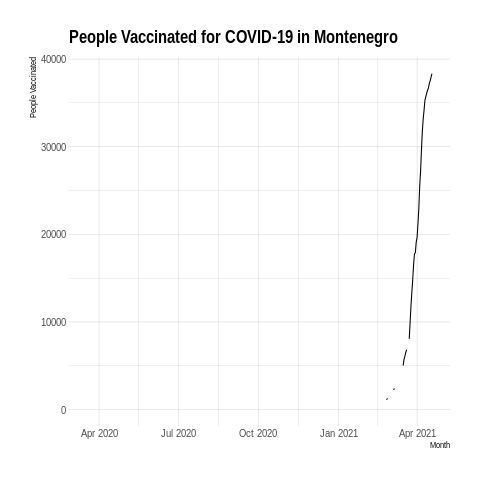 People Vaccinated for COVID-19 in Montenegro
People Vaccinated
40000
30000
20000
10000
0
Apr 2020 Jul 2020 Oct 2020 Jan 2021 Apr 2021
Month